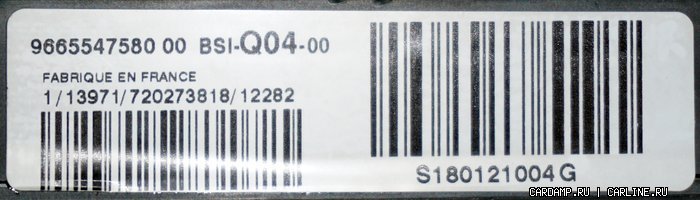 9665547580 00 BSI-Q04-00
FABRIQUE EN FRANCE
1/13971/720273818/12282
S180121004G
CARDAMP.RU | CARLINE.RU